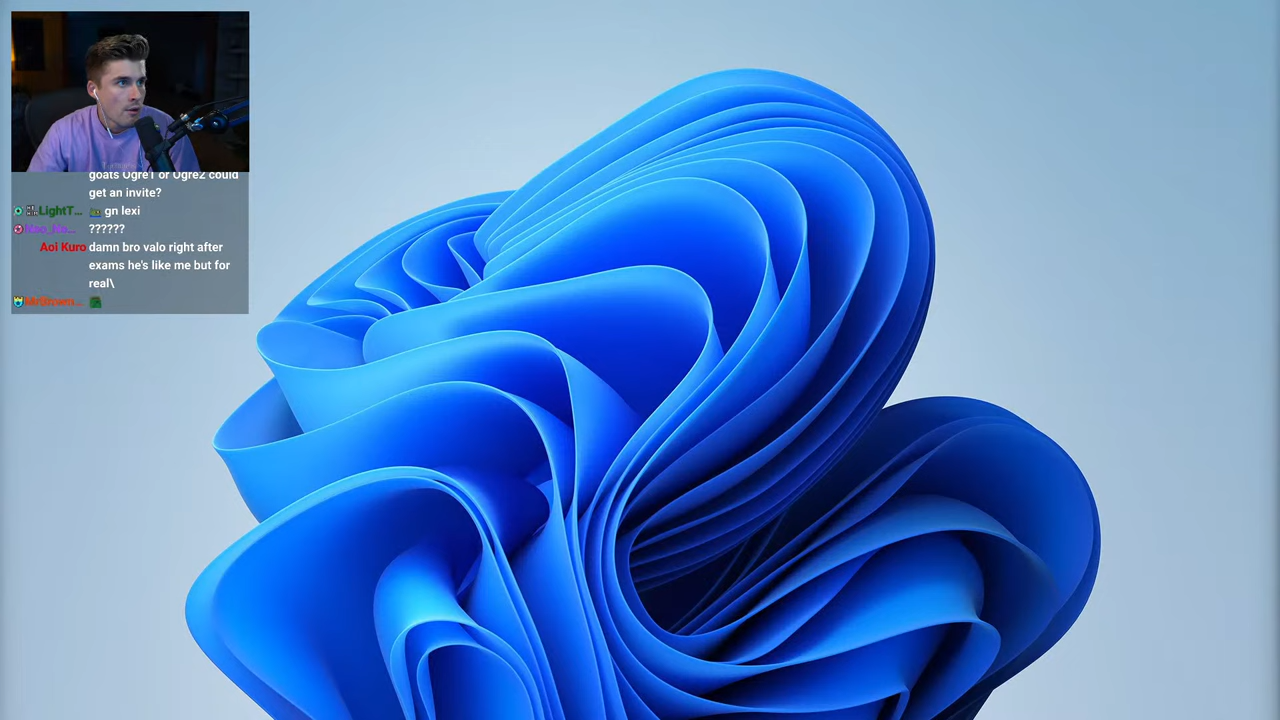 goats Ogre1 or Ogre2 could
get an invite?
LightT... gn lexi
??????
Aoi Kuro damn bro valo right after
exams he's like me but for
real\